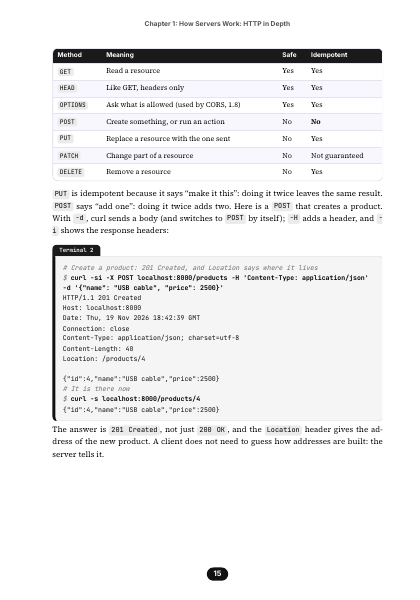 Chapter 1: How Servers Work: HTTP in Depth
Method Meaning Safe Idempotent
GET Read a resource Yes Yes
HEAD Like GET, headers only Yes Yes
OPTIONS Ask what is allowed (used by CORS, 1.8) Yes Yes
POST Create something, or run an action No No
PUT Replace a resource with the one sent No Yes
PATCH Change part of a resource No Not guaranteed
DELETE Remove a resource No Yes
PUT is idempotent because it says “make it this”: doing it twice leaves the same result.
POST says “add one”: doing it twice adds two. Here is a POST that creates a product.
With -d, curl sends a body (and switches to POST by itself); -H adds a header, and -
i shows the response headers:
Terminal 2
# Create a product: 201 Created, and Location says where it lives
$ curl -si -X POST localhost:8000/products -H 'Content-Type: application/json'
-d '{"name": "USB cable", "price": 2500}'
HTTP/1.1 201 Created
Host: localhost:8000
Date: Thu, 19 Nov 2026 18:42:39 GMT
Connection: close
Content-Type: application/json; charset=utf-8
Content-Length: 40
Location: /products/4
{"id":4,"name":"USB cable","price":2500}
# It is there now
$ curl -s localhost:8000/products/4
{"id":4,"name":"USB cable","price":2500}
The answer is 201 Created, not just 200 OK, and the Location header gives the ad-
dress of the new product. A client does not need to guess how addresses are built: the
server tells it.
15